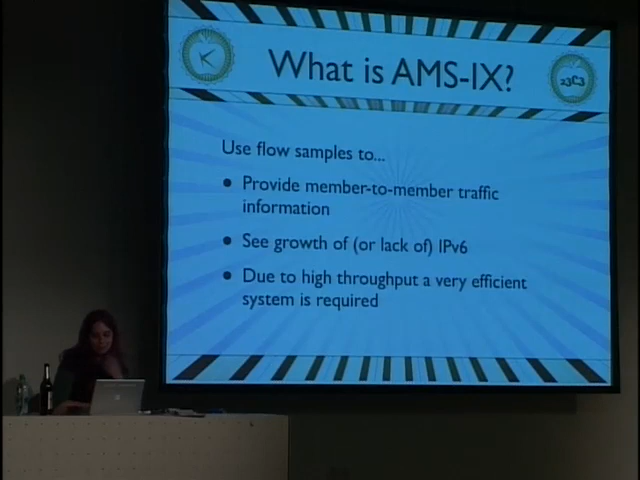 What is AMS-IX?
23C3
Use flow samples to...
• Provide member-to-member traffic
information
• See growth of (or lack of) IPv6
• Due to high throughput a very efficient
system is required